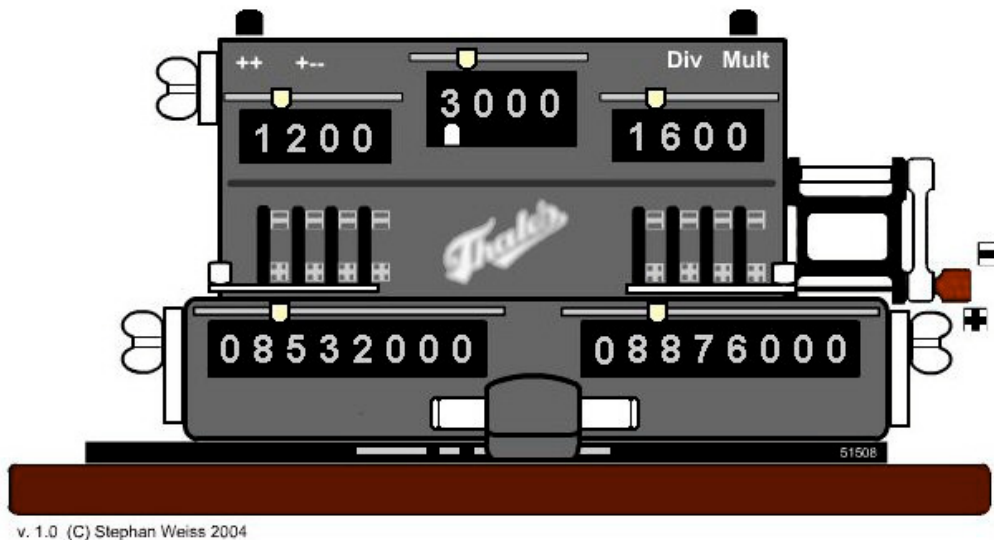 ++ +-- 3000 Div Mult
1200 1600
Thales
08532000 08876000
51508
v. 1.0 (C) Stephan Weiss 2004